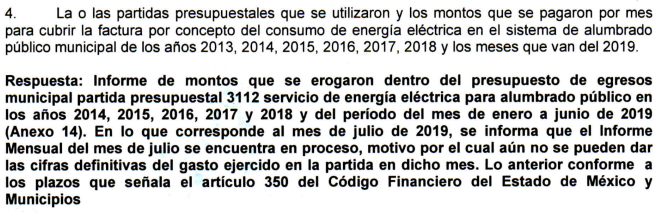 4. La o las partidas presupuestales que se utilizaron y los montos que se pagaron por mes
para cubrir la factura por concepto del consumo de energía eléctrica en el sistema de alumbrado
público municipal de los años 2013, 2014, 2015, 2016, 2017, 2018 y los meses que van del 2019.
Respuesta: Informe de montos que se erogaron dentro del presupuesto de egresos
municipal partida presupuestal 3112 servicio de energía eléctrica para alumbrado público en
los años 2014, 2015, 2016, 2017 y 2018 y del período del mes de enero a junio de 2019
(Anexo 14). En lo que corresponde al mes de julio de 2019, se informa que el Informe
Mensual del mes de julio se encuentra en proceso, motivo por el cual aún no se pueden dar
las cifras definitivas del gasto ejercido en la partida en dicho mes. Lo anterior conforme a
los plazos que señala el artículo 350 del Código Financiero del Estado de México y
Municipios